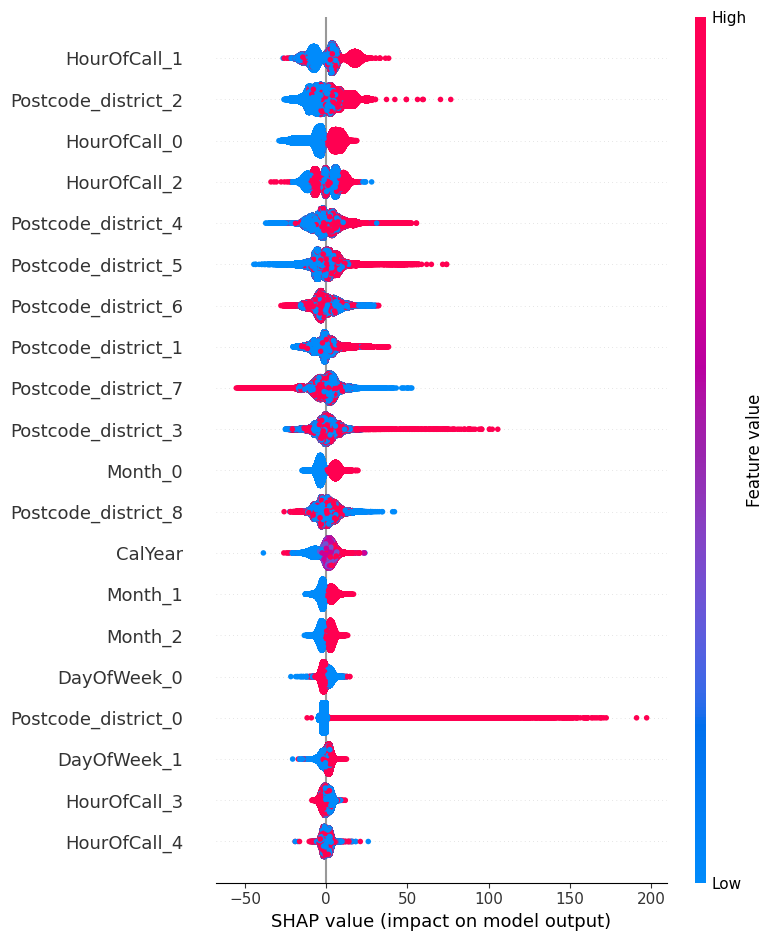 High
HourOfCall_1
Postcode_district_2
HourOfCall_0
HourOfCall_2
Postcode_district_4
Postcode_district_5
Postcode_district_6
Postcode_district_1
Postcode_district_7
Postcode_district_3
Month_0
Postcode_district_8
CalYear
Month_1
Month_2
DayOfWeek_0
Postcode_district_0
DayOfWeek_1
HourOfCall_3
HourOfCall_4
Feature value
Low
−50 0 50 100 150 200
SHAP value (impact on model output)